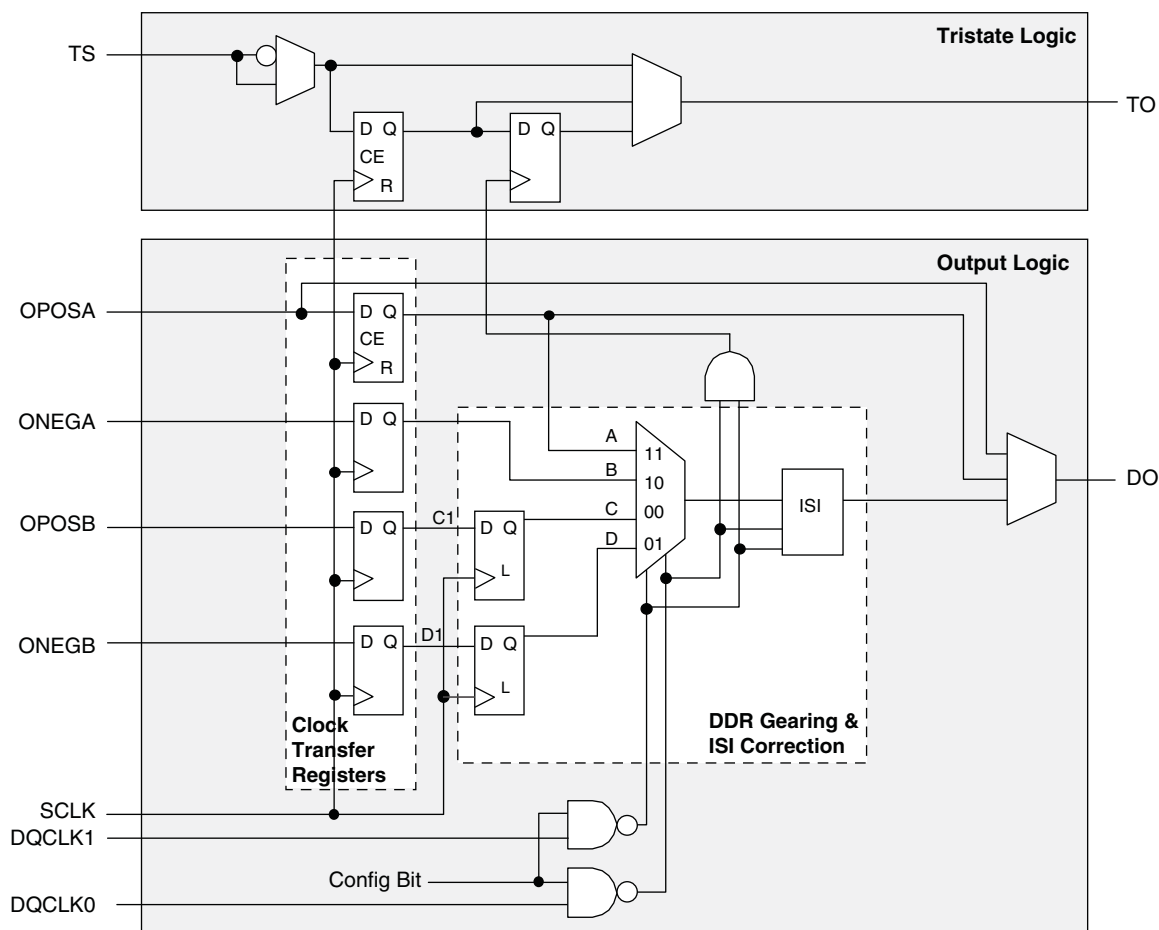 Tristate Logic
TS
TO
D Q
CE
R
D Q
Output Logic
OPOSA
D Q
CE
R
ONEGA
D Q
A
11
B
10
C
00
D
01
ISI
DO
OPOSB
D Q
C1
D Q
L
ONEGB
D Q
D1
D Q
L
Clock
Transfer
Registers
DDR Gearing &
ISI Correction
SCLK
DQCLK1
Config Bit
DQCLK0